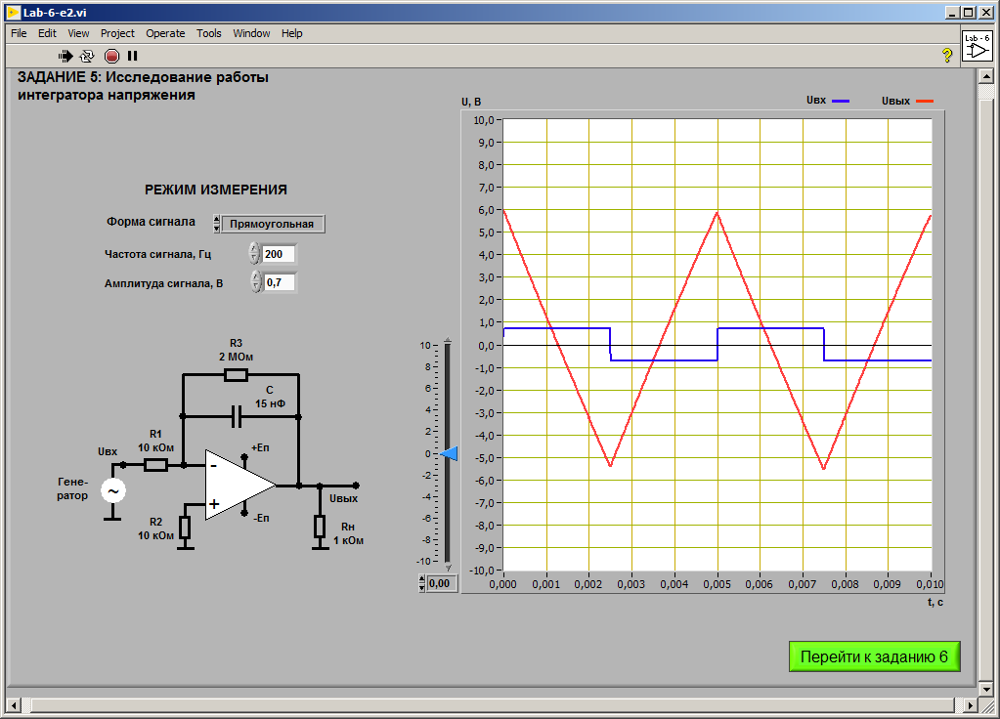 Lab-6-e2.vi
File Edit View Project Operate Tools Window Help
Lab - 6
?
ЗАДАНИЕ 5: Исследование работы
интегратора напряжения
РЕЖИМ ИЗМЕРЕНИЯ
Форма сигнала Прямоугольная
Частота сигнала, Гц 200
Амплитуда сигнала, В 0,7
R3
2 МОм
C
15 нФ
R1
10 кОм
Uвх
+Eп
-
Гене-
ратор
~
+
Uвых
-Eп
R2
10 кОм
Rн
1 кОм
10
8
6
4
2
0
-2
-4
-6
-8
-10
0,00
U, В
Uвх Uвых
10,0
9,0
8,0
7,0
6,0
5,0
4,0
3,0
2,0
1,0
0,0
-1,0
-2,0
-3,0
-4,0
-5,0
-6,0
-7,0
-8,0
-9,0
-10,0
0,000 0,001 0,002 0,003 0,004 0,005 0,006 0,007 0,008 0,009 0,010
t, c
Перейти к заданию 6